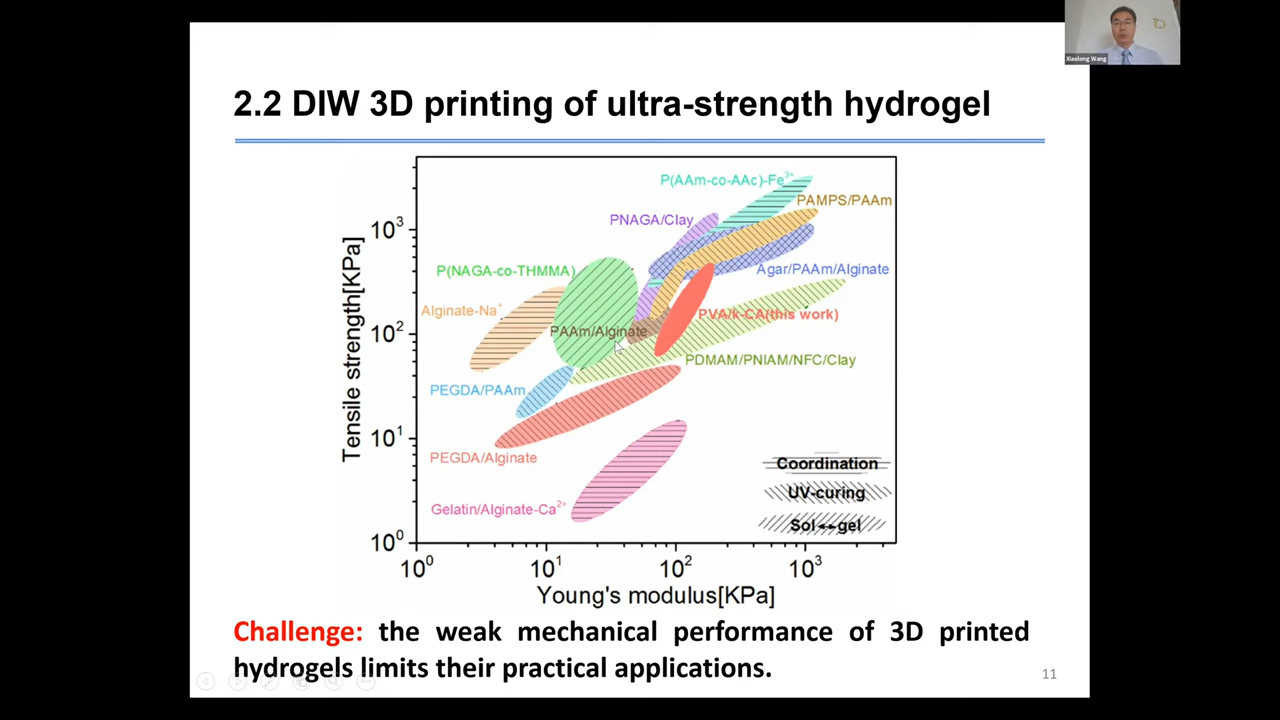 Xiaolong Wang
2.2 DIW 3D printing of ultra-strength hydrogel
P(AAm-co-AAc)-Fe³⁺
PAMPS/PAAm
PNAGA/Clay
P(NAGA-co-THMMA)
Agar/PAAm/Alginate
Alginate-Na⁺
PVA/k-CA(this work)
PAAm/Alginate
PDMAM/PNIAM/NFC/Clay
PEGDA/PAAm
PEGDA/Alginate
Gelatin/Alginate-Ca²⁺
Coordination
UV-curing
Sol↔gel
Tensile strength[KPa]
10³
10²
10¹
10⁰
10⁰ 10¹ 10² 10³
Young's modulus[KPa]
Challenge: the weak mechanical performance of 3D printed
hydrogels limits their practical applications.
11